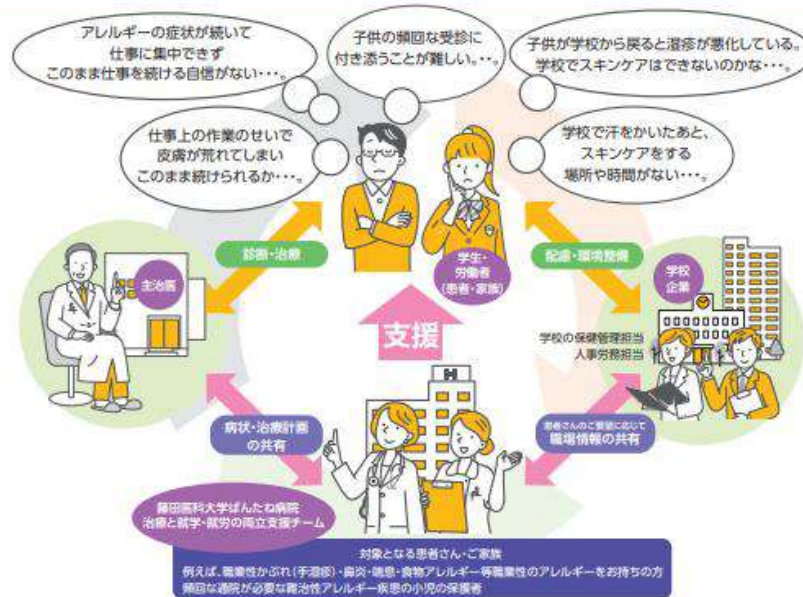 アレルギーの症状が続いて
仕事に集中できず
このまま仕事を続ける自信がない・・・。
子供の頻回な受診に
付き添うことが難しい。・・。
子供が学校から戻ると湿疹が悪化している。
学校でスキンケアはできないのかな・・・。
仕事上の作業のせいで
皮膚が荒れてしまい
このまま続けられるか・・・。
学校で汗をかいたあと、
スキンケアをする
場所や時間がない・・・。
診断・治療
学生・
労働者
(患者・家族)
配慮・環境整備
主治医
学校
企業
支援
学校の保健管理担当
人事労務担当
H
病状・治療計画
の共有
患者さんのご要望に応じて
職場情報の共有
藤田医科大学ばんたね病院
治療と就学・就労の両立支援チーム
対象となる患者さん・ご家族
例えば、職業性かぶれ(手湿疹)・鼻炎・喘息・食物アレルギー等職業性のアレルギーをお持ちの方
頻回な通院が必要な難治性アレルギー疾患の小児の保護者